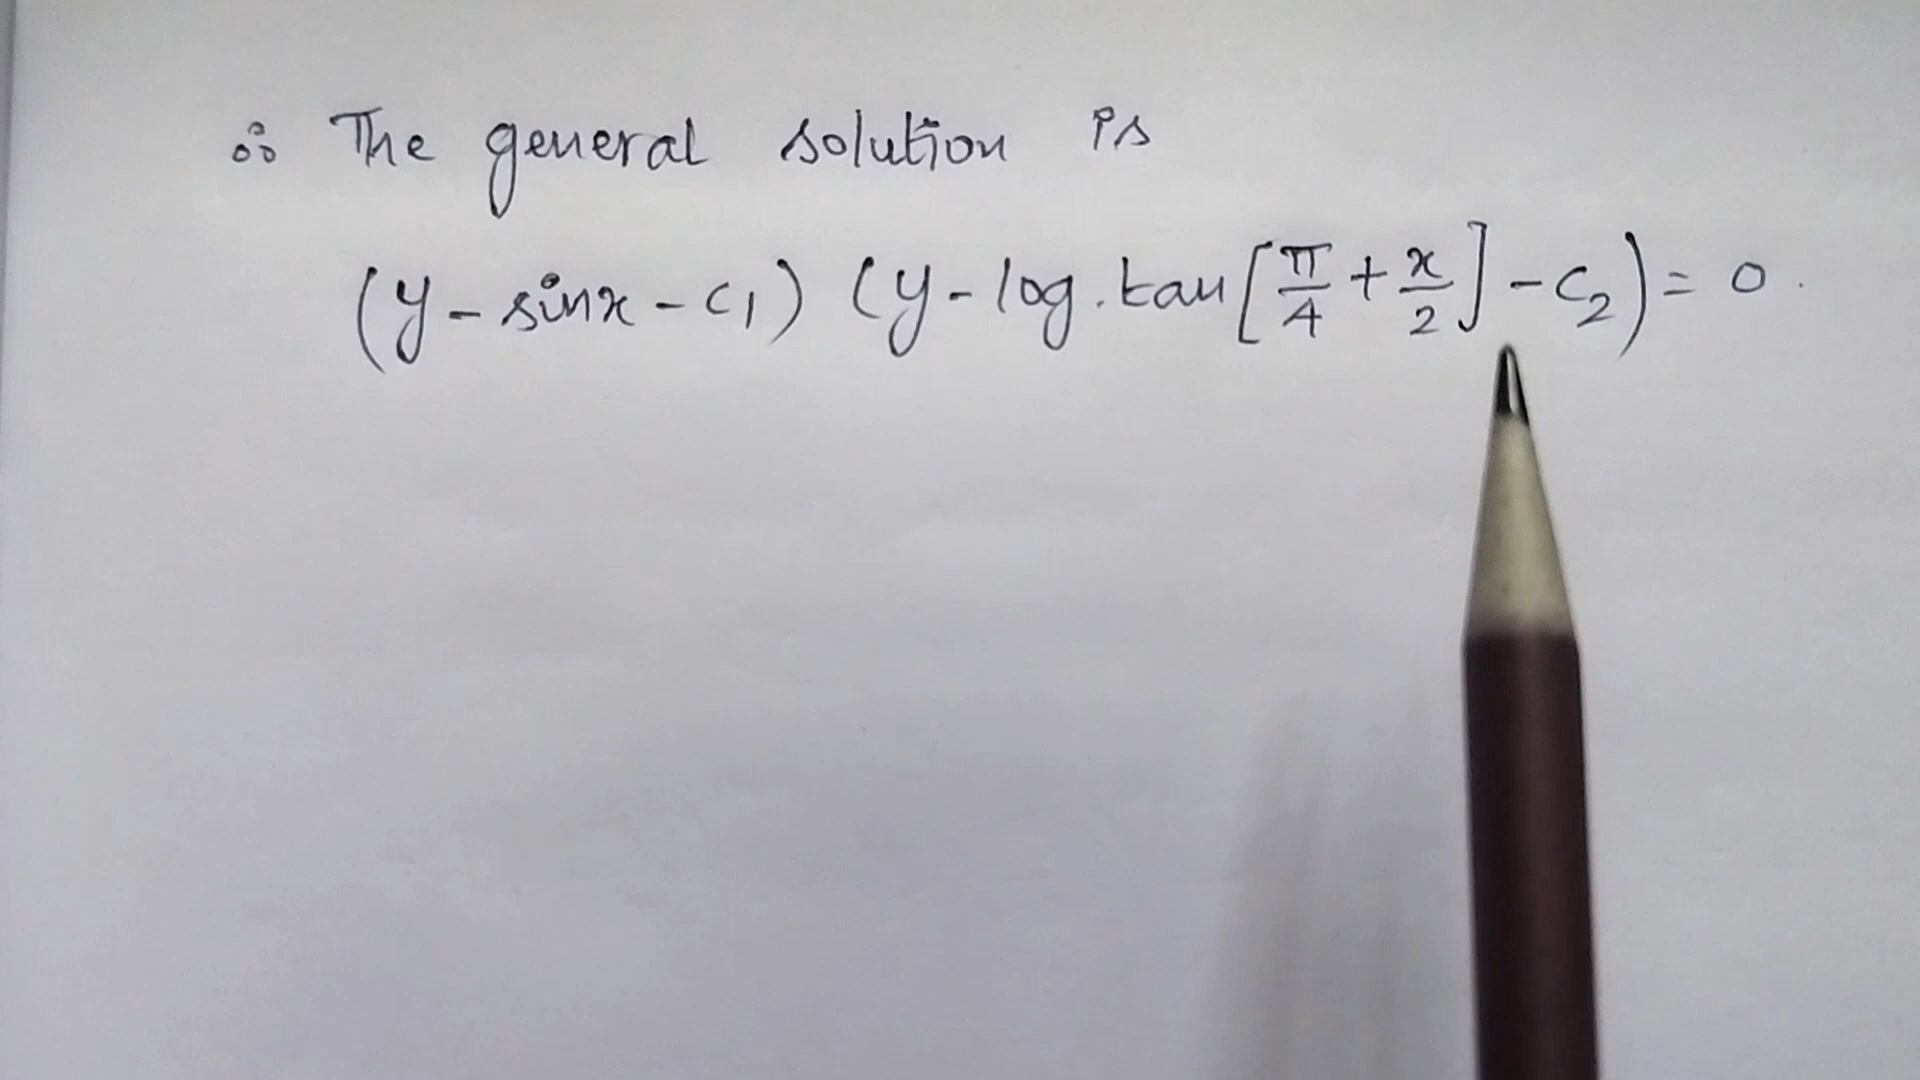 ∴ The general solution is
(y - sinx - c₁) (y - log.tan[π/4 + x/2] - c₂) = 0.